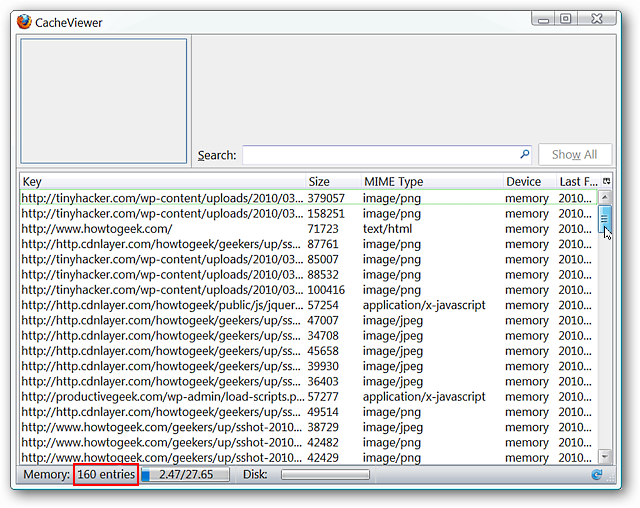 CacheViewer
Search:
Show All
Key Size MIME Type Device Last F...
http://tinyhacker.com/wp-content/uploads/2010/03... 379057 image/png memory 2010...
http://tinyhacker.com/wp-content/uploads/2010/03... 158251 image/png memory 2010...
http://www.howtogeek.com/ 71723 text/html memory 2010...
http://http.cdnlayer.com/howtogeek/geekers/up/ss... 87761 image/png memory 2010...
http://tinyhacker.com/wp-content/uploads/2010/03... 85007 image/png memory 2010...
http://tinyhacker.com/wp-content/uploads/2010/03... 88532 image/png memory 2010...
http://tinyhacker.com/wp-content/uploads/2010/03... 100416 image/png memory 2010...
http://http.cdnlayer.com/howtogeek/public/js/jquer... 57254 application/x-javascript memory 2010...
http://http.cdnlayer.com/howtogeek/geekers/up/ss... 47007 image/jpeg memory 2010...
http://http.cdnlayer.com/howtogeek/geekers/up/ss... 34708 image/jpeg memory 2010...
http://http.cdnlayer.com/howtogeek/geekers/up/ss... 45658 image/png memory 2010...
http://http.cdnlayer.com/howtogeek/geekers/up/ss... 39930 image/jpeg memory 2010...
http://http.cdnlayer.com/howtogeek/geekers/up/ss... 36403 image/jpeg memory 2010...
http://productivegeek.com/wp-admin/load-scripts.p... 57277 application/x-javascript memory 2010...
http://http.cdnlayer.com/howtogeek/geekers/up/ss... 49514 image/png memory 2010...
http://www.howtogeek.com/geekers/up/sshot-2010... 38729 image/jpeg memory 2010...
http://www.howtogeek.com/geekers/up/sshot-2010... 42482 image/png memory 2010...
http://www.howtogeek.com/geekers/up/sshot-2010... 42429 image/png memory 2010...
Memory: 160 entries 2.47/27.65 Disk: